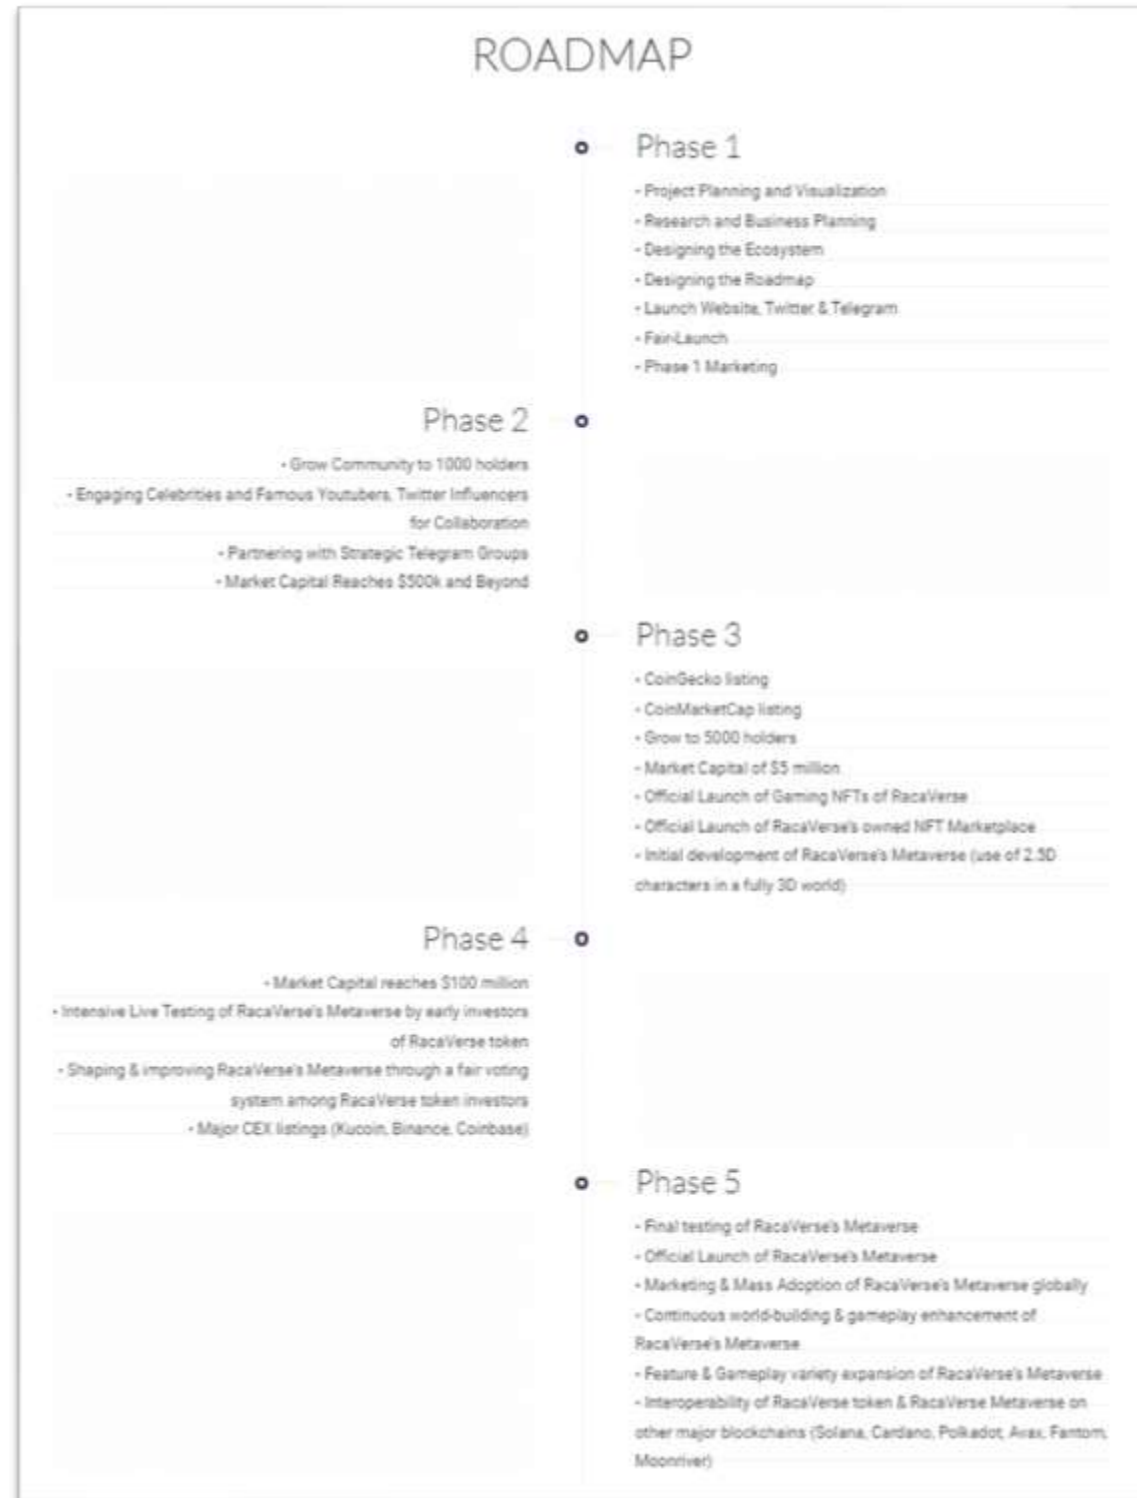 ROADMAP
Phase 1
- Project Planning and Visualization
- Research and Business Planning
- Designing the Ecosystem
- Designing the Roadmap
- Launch Website, Twitter & Telegram
- Fair-Launch
- Phase 1 Marketing
Phase 2
- Grow Community to 1000 holders
- Engaging Celebrities and Famous Youtubers, Twitter Influencers
for Collaboration
- Partnering with Strategic Telegram Groups
- Market Capital Reaches $500k and Beyond
Phase 3
- CoinGecko listing
- CoinMarketCap listing
- Grow to 5000 holders
- Market Capital of $5 million
- Official Launch of Gaming NFTs of RacaVerse
- Official Launch of RacaVerse's owned NFT Marketplace
- Initial development of RacaVerse's Metaverse (use of 2.5D
characters in a fully 3D world)
Phase 4
- Market Capital reaches $100 million
- Intensive Live Testing of RacaVerse's Metaverse by early investors
of RacaVerse token
- Shaping & improving RacaVerse's Metaverse through a fair voting
system among RacaVerse token investors
- Major CEX listings (Kucoin, Binance, Coinbase)
Phase 5
- Final testing of RacaVerse's Metaverse
- Official Launch of RacaVerse's Metaverse
- Marketing & Mass Adoption of RacaVerse's Metaverse globally
- Continuous world-building & gameplay enhancement of
RacaVerse's Metaverse
- Feature & Gameplay variety expansion of RacaVerse's Metaverse
- Interoperability of RacaVerse token & RacaVerse Metaverse on
other major blockchains (Solana, Cardano, Polkadot, Avax, Fantom,
Moonriver)